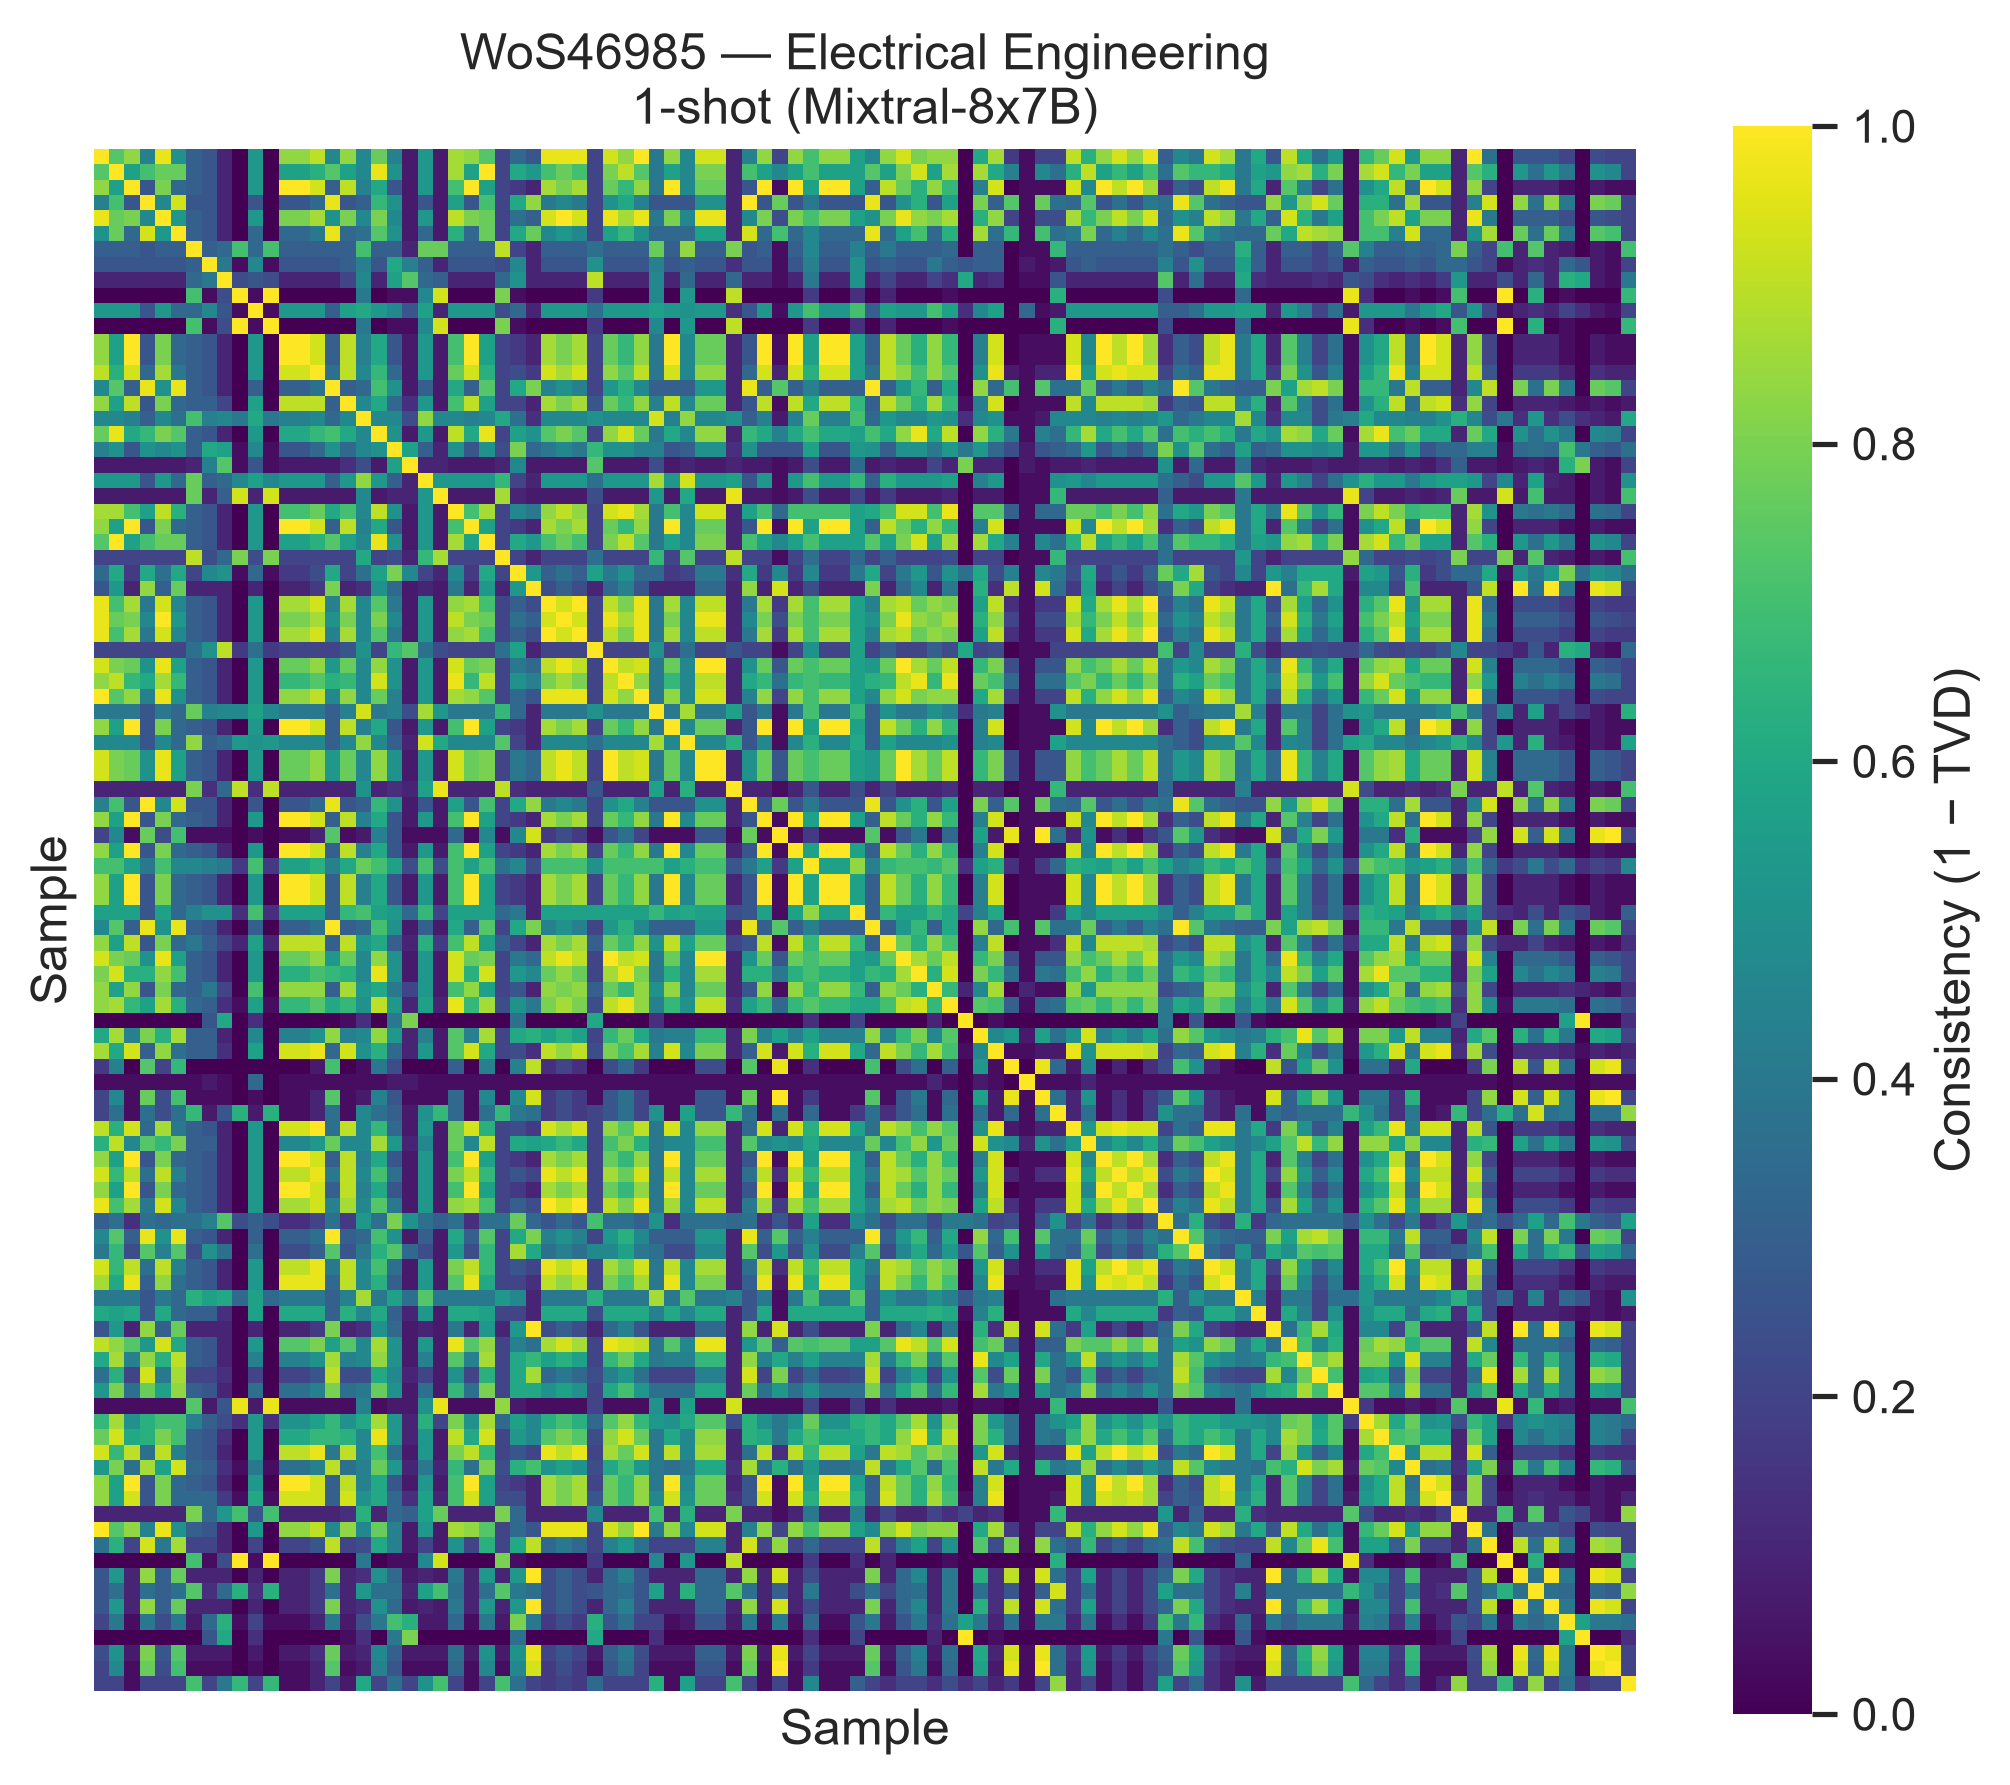 WoS46985 — Electrical Engineering
1-shot (Mixtral-8x7B)
Sample
Sample
1.0
0.8
0.6
0.4
0.2
0.0
Consistency (1 − TVD)